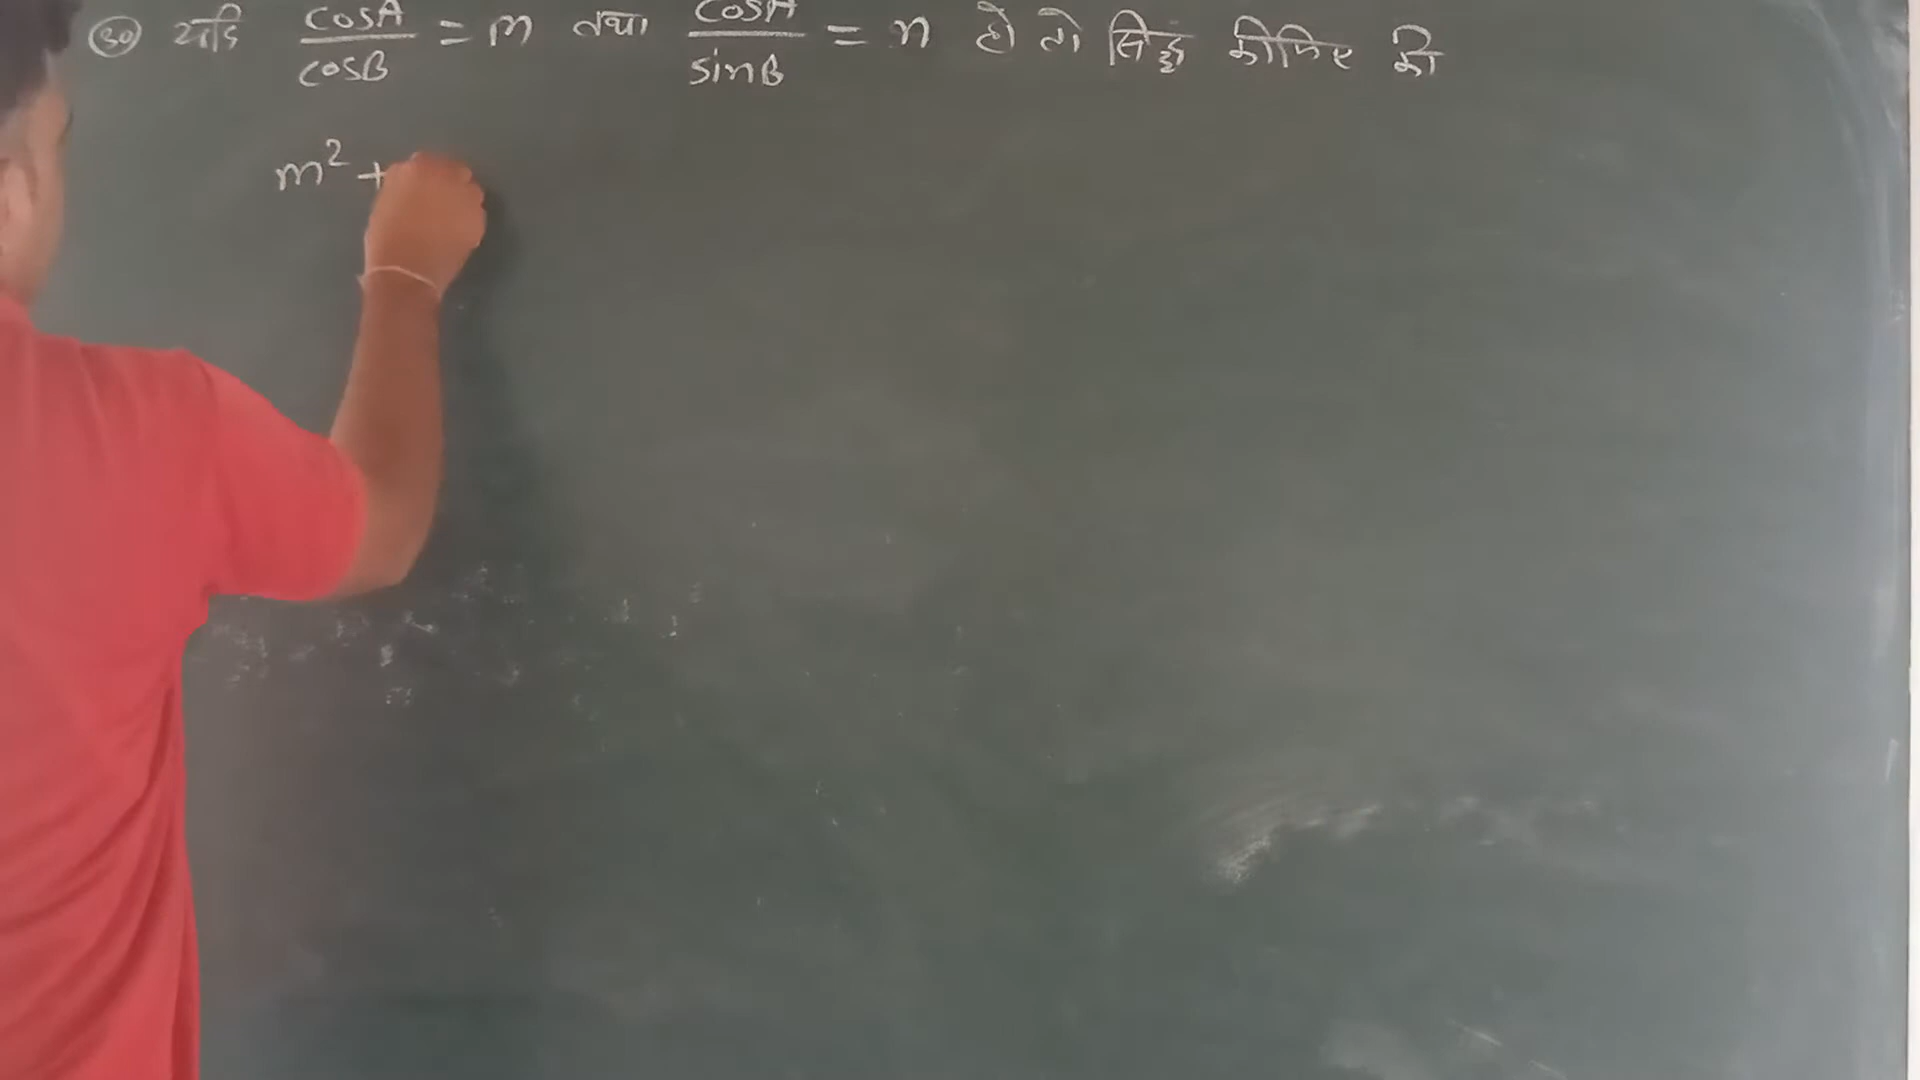 (30) यदि cosA/cosB = m तथा cosA/sinB = n हो तो सिद्ध कीजिए की
m² +